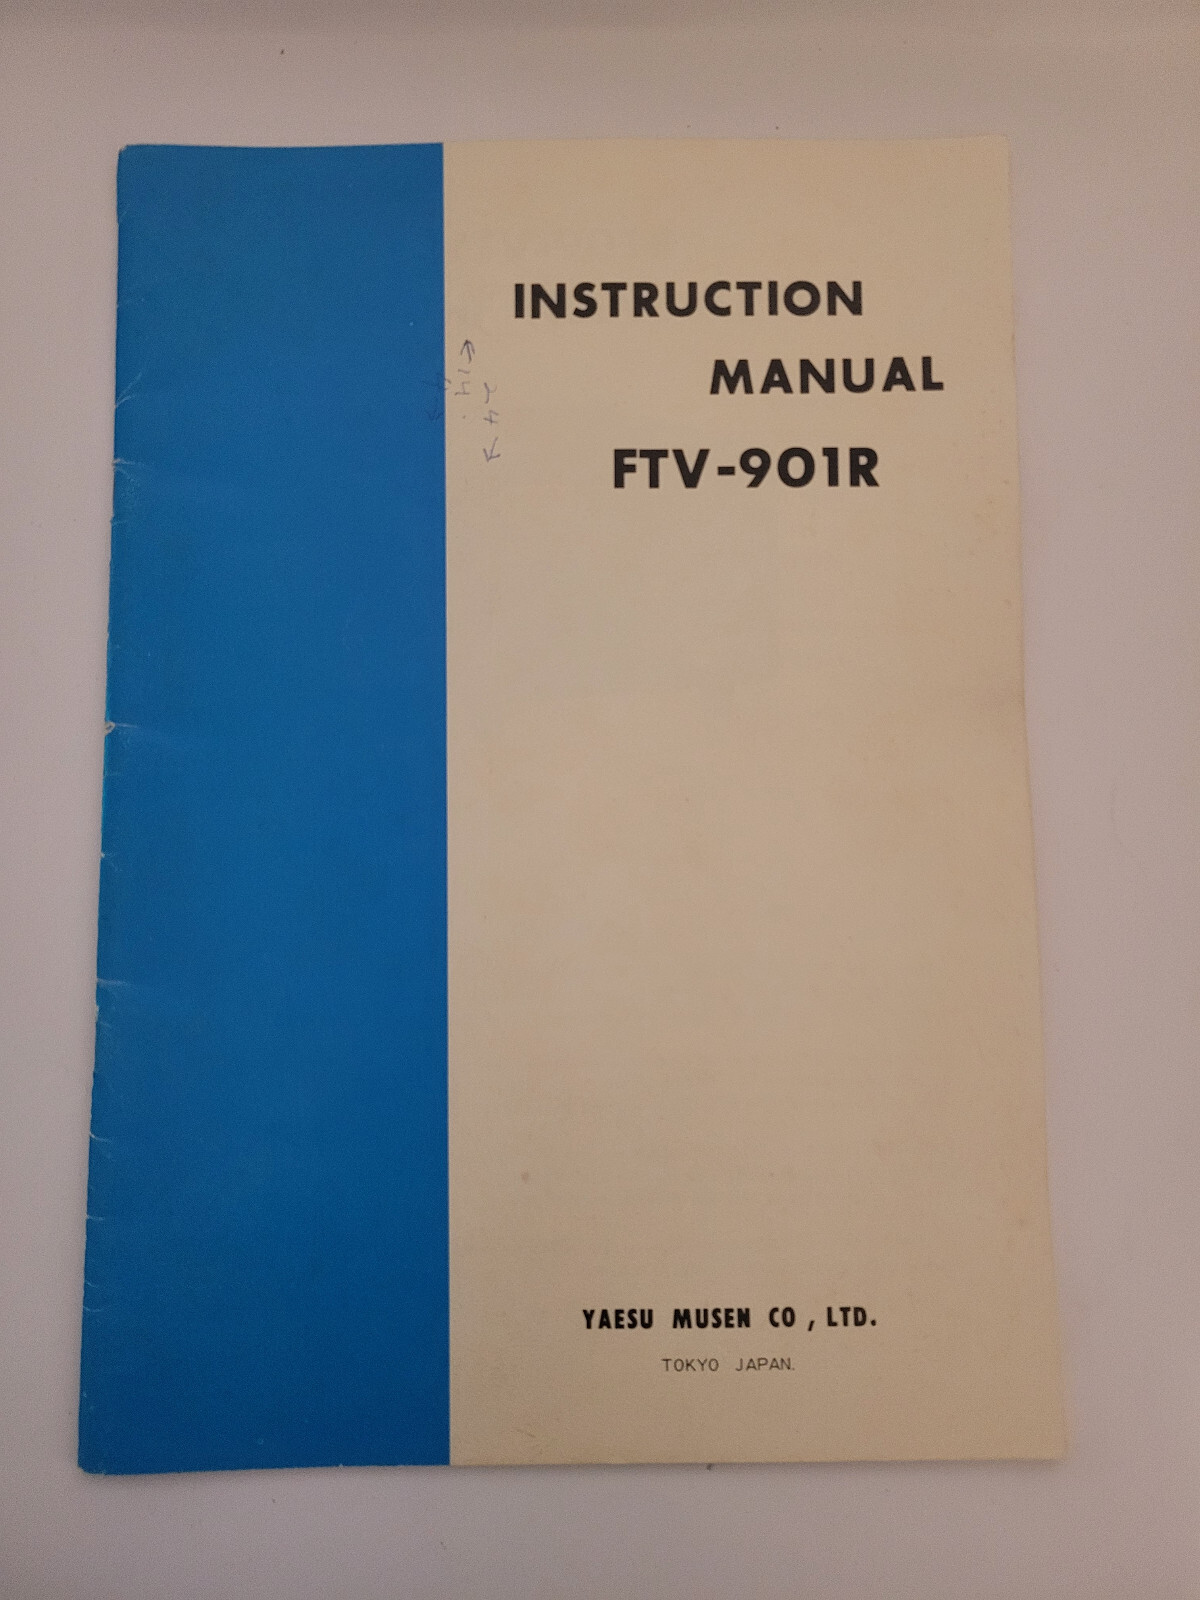 INSTRUCTION
MANUAL
FTV-901R
YAESU MUSEN CO , LTD.
TOKYO JAPAN.